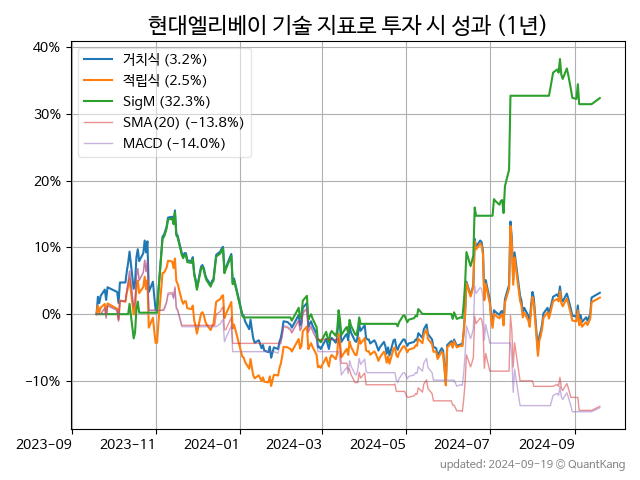 현대엘리베이 기술 지표로 투자 시 성과 (1년)
40%
30%
20%
10%
0%
−10%
거치식 (3.2%)
적립식 (2.5%)
SigM (32.3%)
SMA(20) (−13.8%)
MACD (−14.0%)
2023-09 2023-11 2024-01 2024-03 2024-05 2024-07 2024-09
updated: 2024-09-19 @ QuantKang